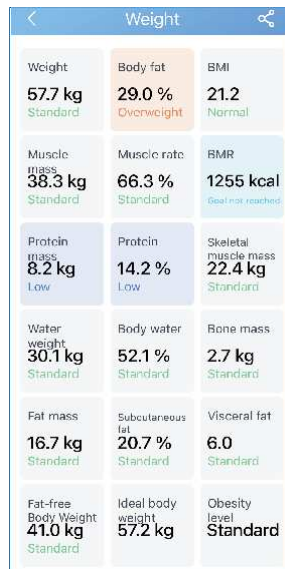 Weight
Weight
57.7 kg
Standard
Body fat
29.0 %
Overweight
BMI
21.2
Normal
Muscle
mass
38.3 kg
Standard
Muscle rate
66.3 %
Standard
BMR
1255 kcal
Goal not reached
Protein
mass
8.2 kg
Low
Protein
14.2 %
Low
Skeletal
muscle mass
22.4 kg
Standard
Water
weight
30.1 kg
Standard
Body water
52.1 %
Standard
Bone mass
2.7 kg
Standard
Fat mass
16.7 kg
Standard
Subcutaneous
fat
20.7 %
Standard
Visceral fat
6.0
Standard
Fat-free
Body Weight
41.0 kg
Standard
Ideal body
weight
57.2 kg
Obesity
level
Standard